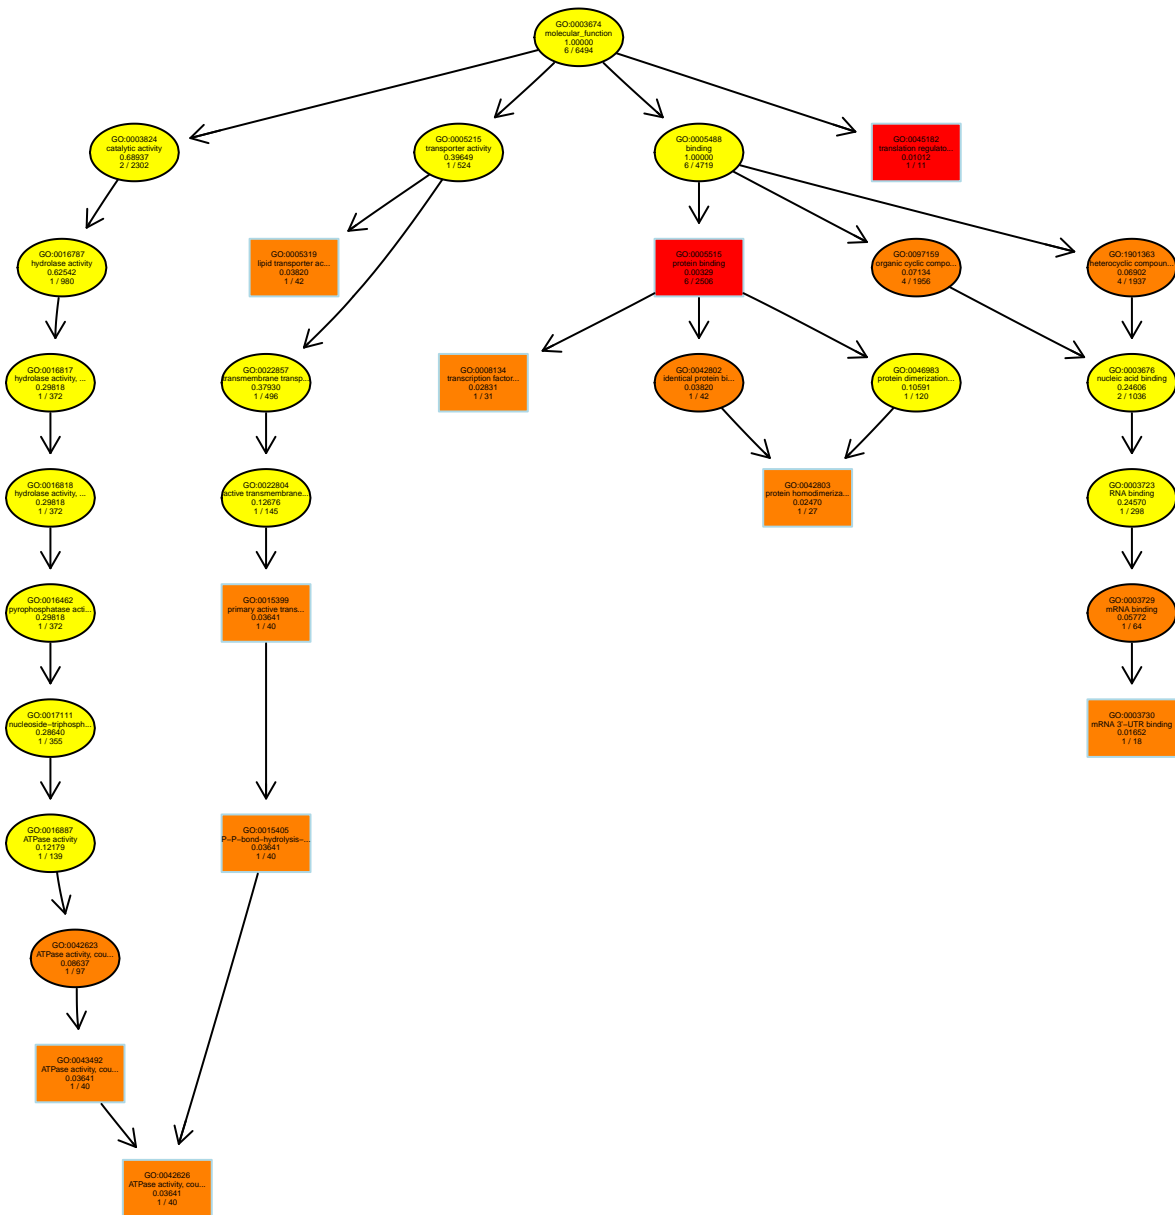 GO:0003674
molecular_function
1.00000
6 / 6494
GO:0003824
catalytic activity
0.68937
2 / 2302
GO:0005215
transporter activity
0.39649
1 / 524
GO:0005488
binding
1.00000
6 / 4719
GO:0045182
translation regulato...
0.01012
1 / 11
GO:0016787
hydrolase activity
0.62542
1 / 980
GO:0005319
lipid transporter ac...
0.03820
1 / 42
GO:0005515
protein binding
0.00329
6 / 2506
GO:0097159
organic cyclic compo...
0.07134
4 / 1956
GO:1901363
heterocyclic compoun...
0.06902
4 / 1937
GO:0016817
hydrolase activity, ...
0.29818
1 / 372
GO:0022857
transmembrane transp...
0.37930
1 / 496
GO:0008134
transcription factor...
0.02831
1 / 31
GO:0042802
identical protein bi...
0.03820
1 / 42
GO:0046983
protein dimerization...
0.10591
1 / 120
GO:0003676
nucleic acid binding
0.24606
2 / 1036
GO:0016818
hydrolase activity, ...
0.29818
1 / 372
GO:0022804
active transmembrane...
0.12676
1 / 145
GO:0042803
protein homodimeriza...
0.02470
1 / 27
GO:0003723
RNA binding
0.24570
1 / 298
GO:0016462
pyrophosphatase acti...
0.29818
1 / 372
GO:0015399
primary active trans...
0.03641
1 / 40
GO:0003729
mRNA binding
0.05772
1 / 64
GO:0017111
nucleoside−triphosph...
0.28640
1 / 355
GO:0003730
mRNA 3'−UTR binding
0.01652
1 / 18
GO:0016887
ATPase activity
0.12179
1 / 139
GO:0015405
P−P−bond−hydrolysis−...
0.03641
1 / 40
GO:0042623
ATPase activity, cou...
0.08637
1 / 97
GO:0043492
ATPase activity, cou...
0.03641
1 / 40
GO:0042626
ATPase activity, cou...
0.03641
1 / 40